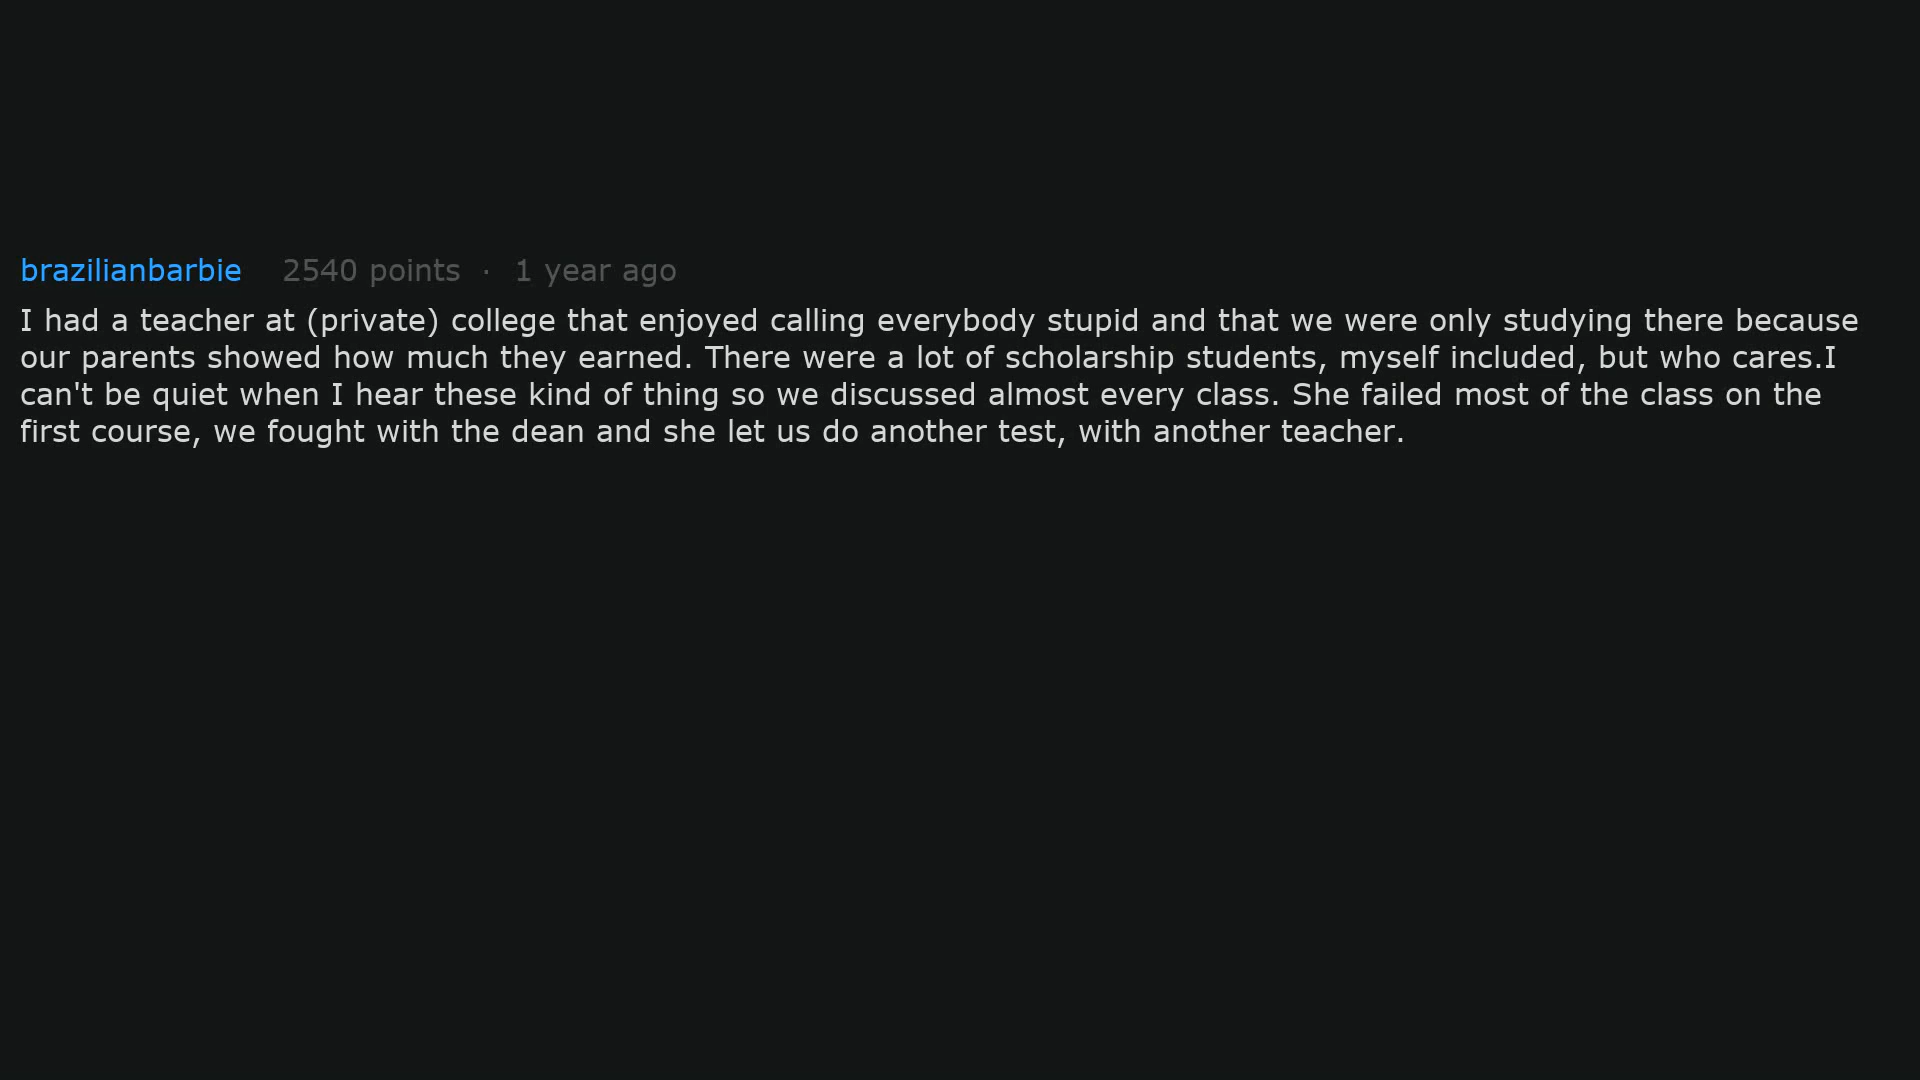 brazilianbarbie 2540 points · 1 year ago
I had a teacher at (private) college that enjoyed calling everybody stupid and that we were only studying there because
our parents showed how much they earned. There were a lot of scholarship students, myself included, but who cares.I
can't be quiet when I hear these kind of thing so we discussed almost every class. She failed most of the class on the
first course, we fought with the dean and she let us do another test, with another teacher.